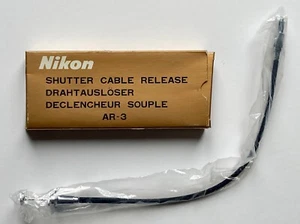 Nikon
SHUTTER CABLE RELEASE
DRAHTAUSLOSER
DECLENCHEUR SOUPLE
AR-3